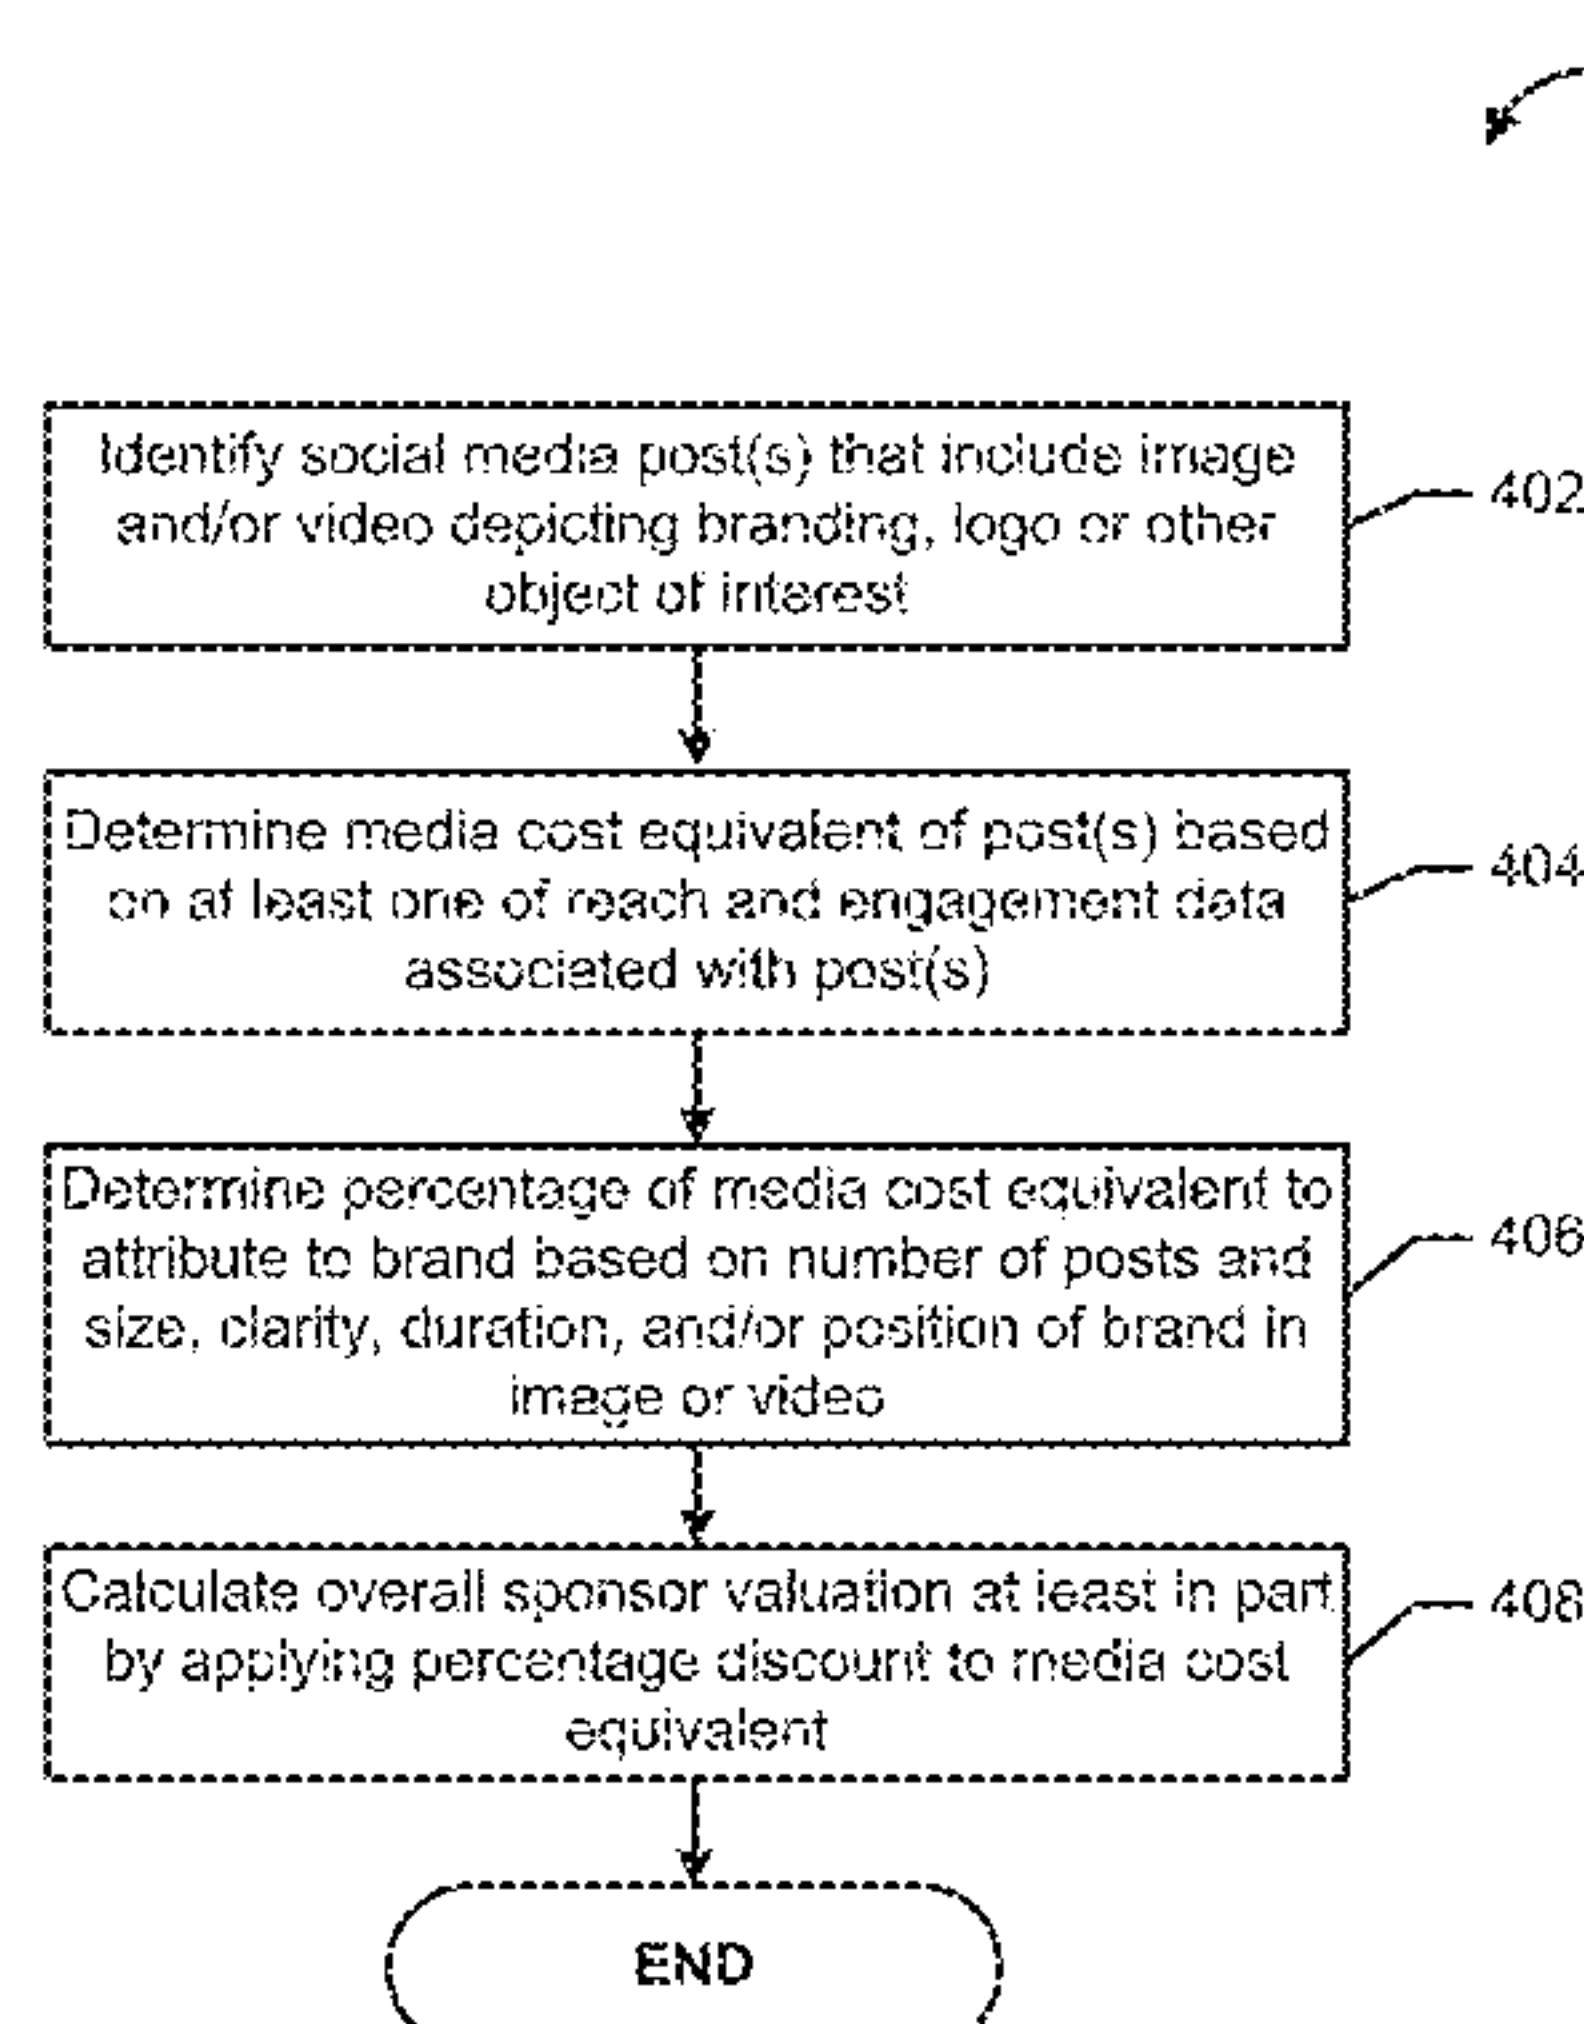 Identify social media post(s) that include image
and/or video depicting branding, logo or other
object of interest
402
Determine media cost equivalent of post(s) based
on at least one of reach and engagement data
associated with post(s)
404
Determine percentage of media cost equivalent to
attribute to brand based on number of posts and
size, clarity, duration, and/or position of brand in
image or video
406
Calculate overall sponsor valuation at least in part
by applying percentage discount to media cost
equivalent
408
END